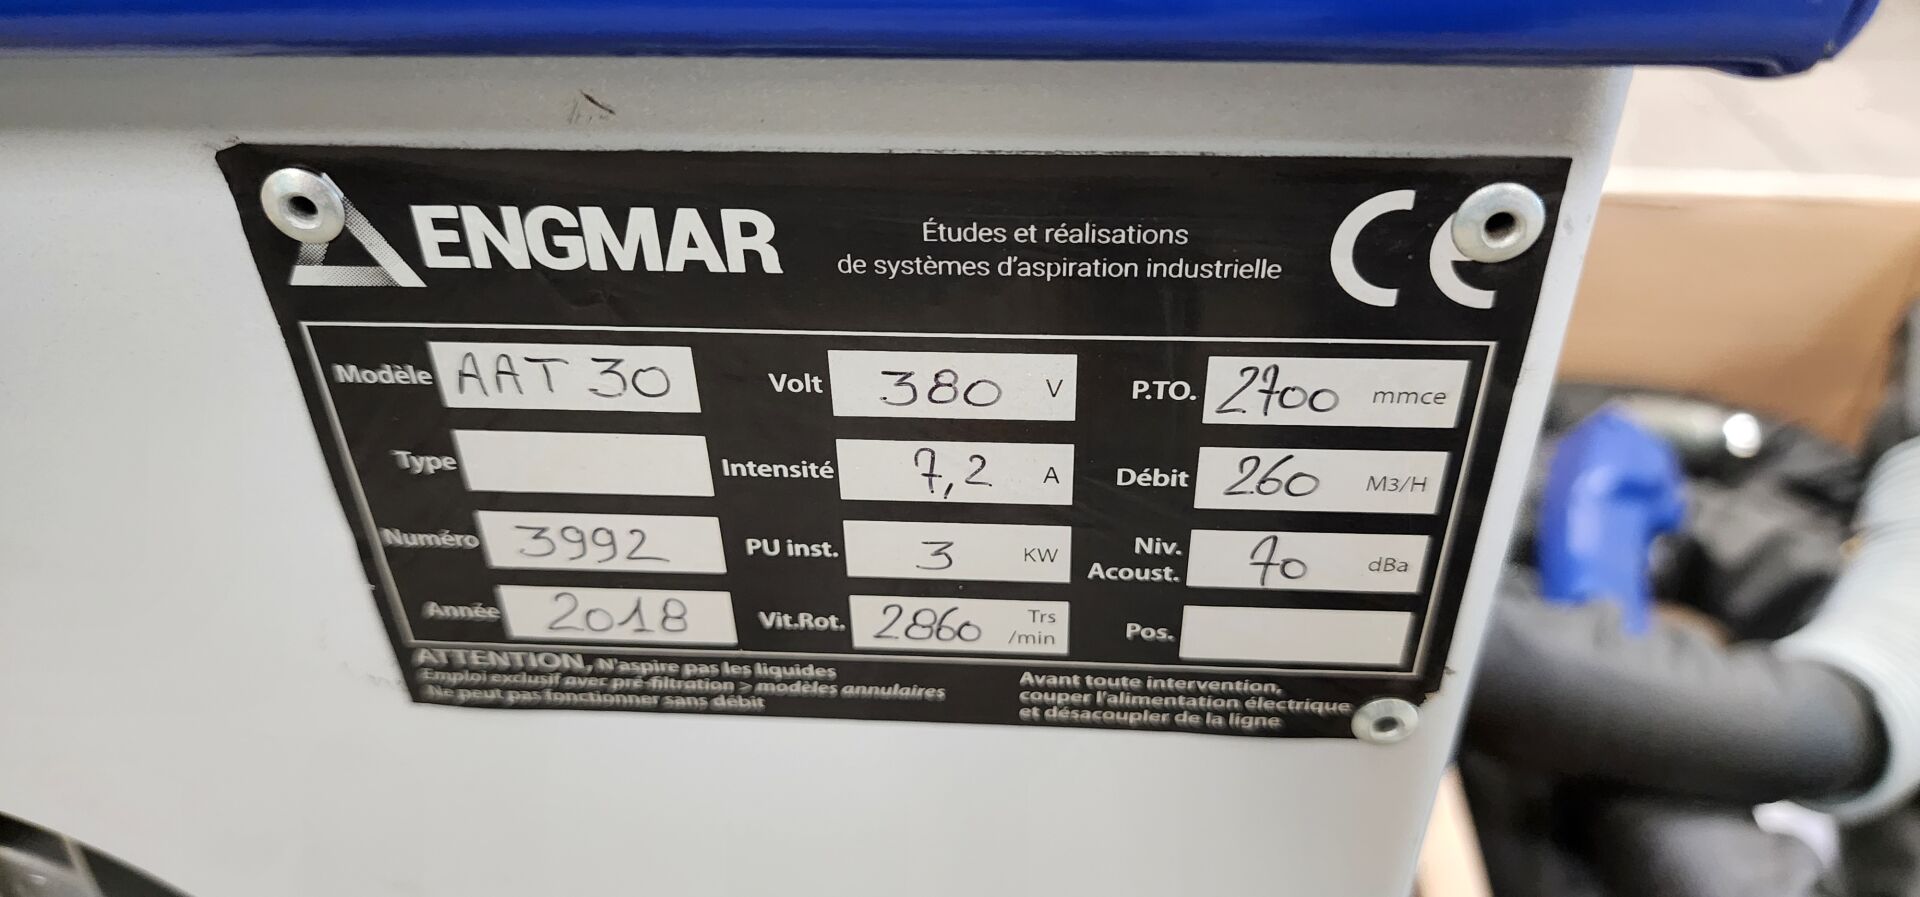 ENGMAR
Études et réalisations
de systèmes d'aspiration industrielle
CE
Modèle AAT 30 Volt 380 V P.TO. 2700 mmce
Type Intensité 7,2 A Débit 260 M3/H
Numéro 3992 PU inst. 3 KW Niv. Acoust. 70 dBa
Année 2018 Vit.Rot. 2860 Trs /min Pos.
ATTENTION, N'aspire pas les liquides
Emploi exclusif avec pré-filtration > modèles annulaires
Ne peut pas fonctionner sans débit
Avant toute intervention,
couper l'alimentation électrique
et désacoupler de la ligne